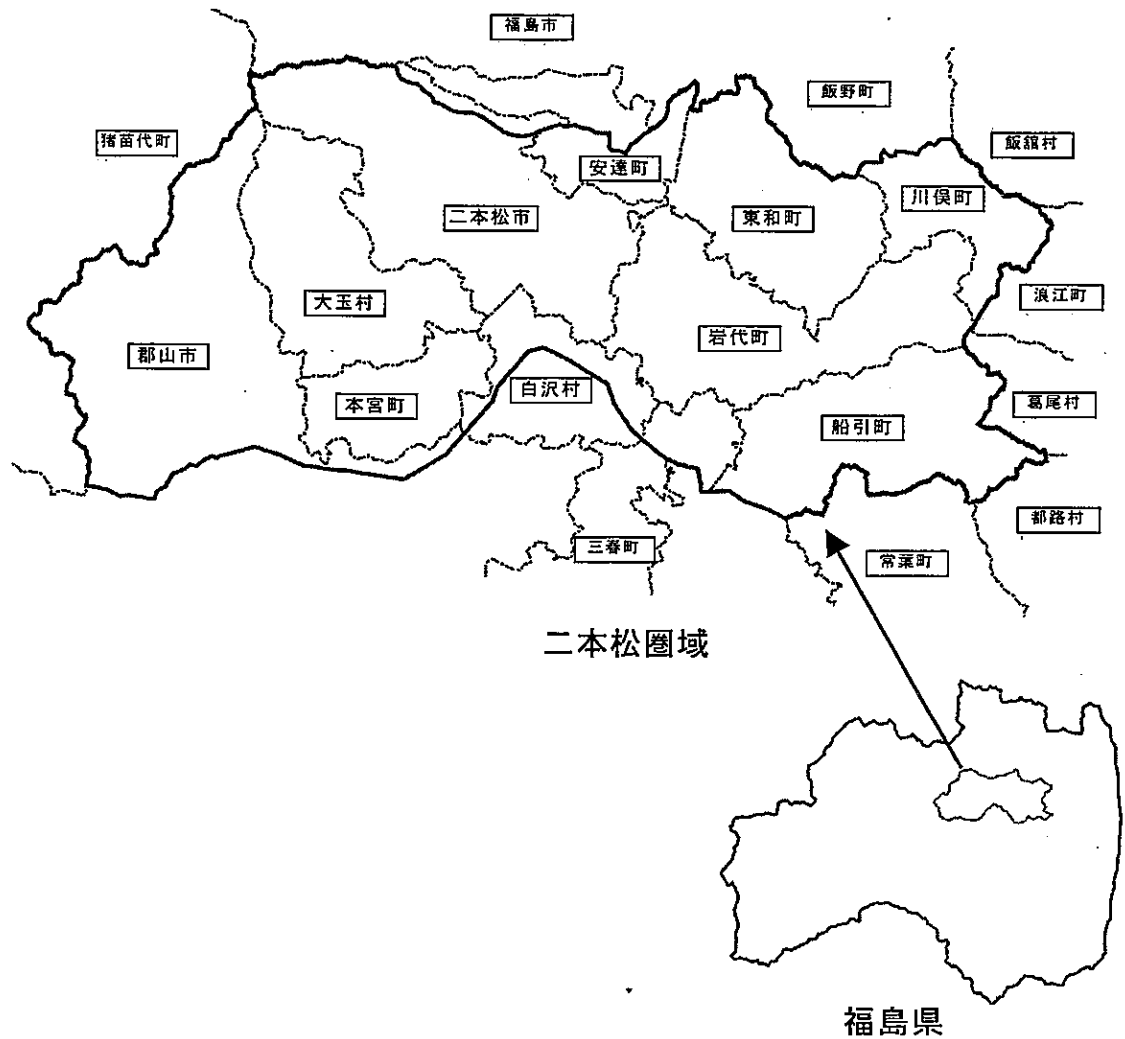 福島市
飯野町
猪苗代町
飯舘村
安達町
川俣町
二本松市
東和町
大玉村
浪江町
岩代町
郡山市
白沢村
本宮町
葛尾村
船引町
都路村
三春町
常葉町
二本松圏域
福島県